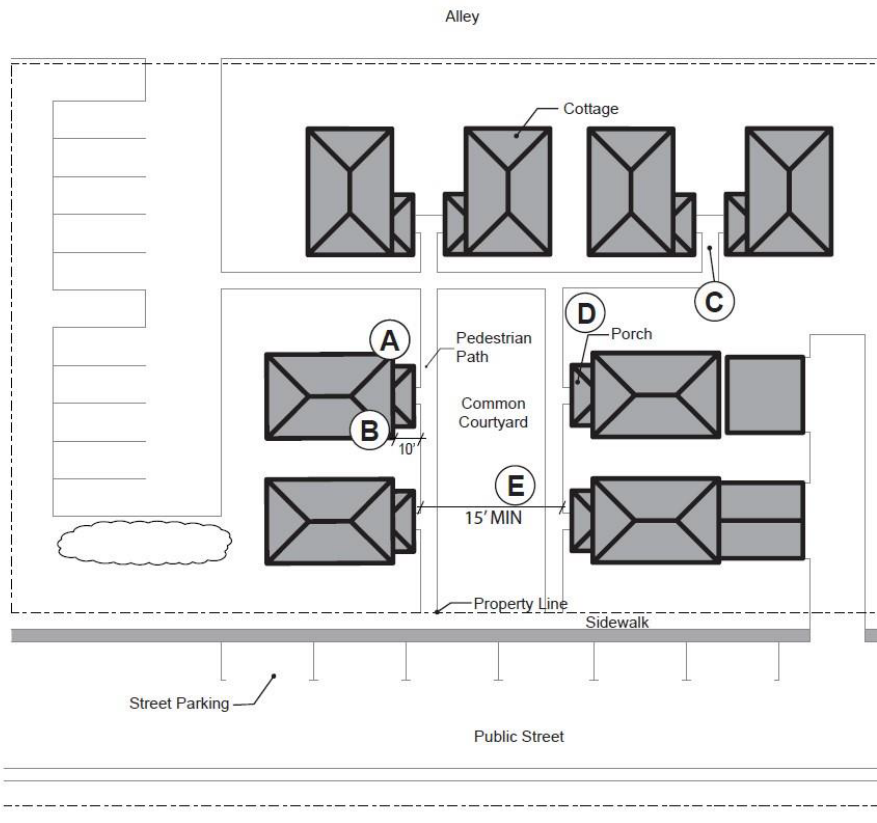 Alley
Cottage
C
D
A
Porch
Pedestrian
Path
Common
Courtyard
B
10'
E
15' MIN
Property Line
Sidewalk
Street Parking
Public Street